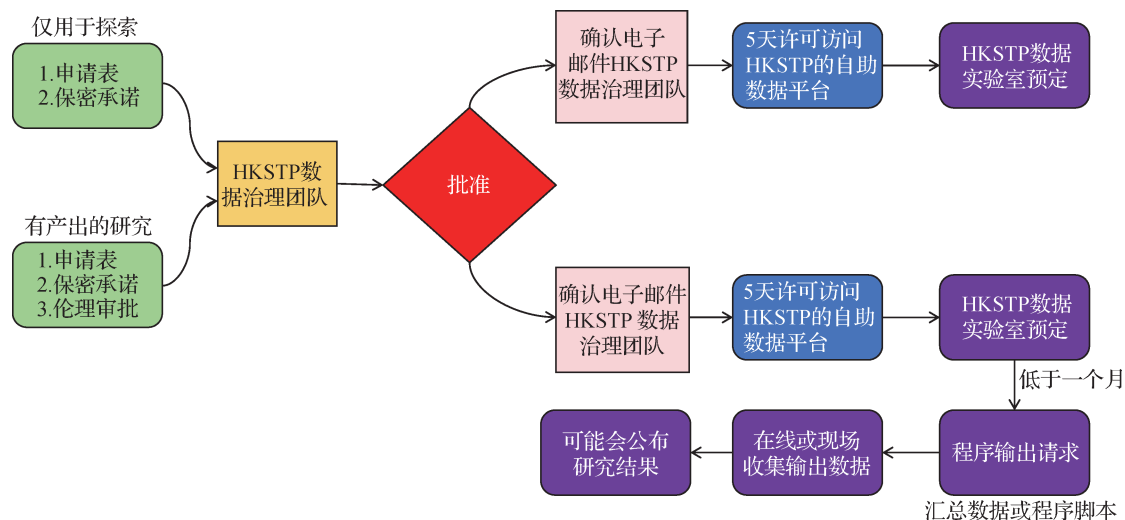 仅用于探索
1.申请表
2.保密承诺
有产出的研究
1.申请表
2.保密承诺
3.伦理审批
HKSTP数
据治理团队
批准
确认电子
邮件HKSTP
数据治理团队
5天许可访问
HKSTP的自助
数据平台
HKSTP数据
实验室预定
确认电子邮件
HKSTP 数据
治理团队
5天许可访问
HKSTP的自助
数据平台
HKSTP数据
实验室预定
低于一个月
程序输出请求
汇总数据或程序脚本
在线或现场
收集输出数据
可能会公布
研究结果